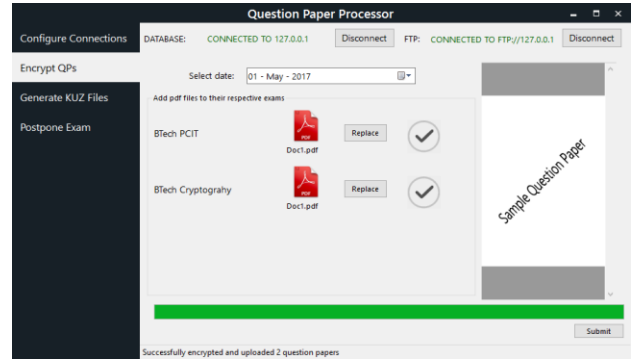 Question Paper Processor
Configure Connections
DATABASE: CONNECTED TO 127.0.0.1 Disconnect FTP: CONNECTED TO FTP://127.0.0.1 Disconnect
Encrypt QPs
Select date: 01 - May - 2017
Generate KUZ Files
Add pdf files to their respective exams
Postpone Exam
BTech PCIT
PDF
Replace
Doc1.pdf
BTech Cryptograhy
PDF
Replace
Doc1.pdf
Sample Question Paper
Submit
Successfully encrypted and uploaded 2 question papers